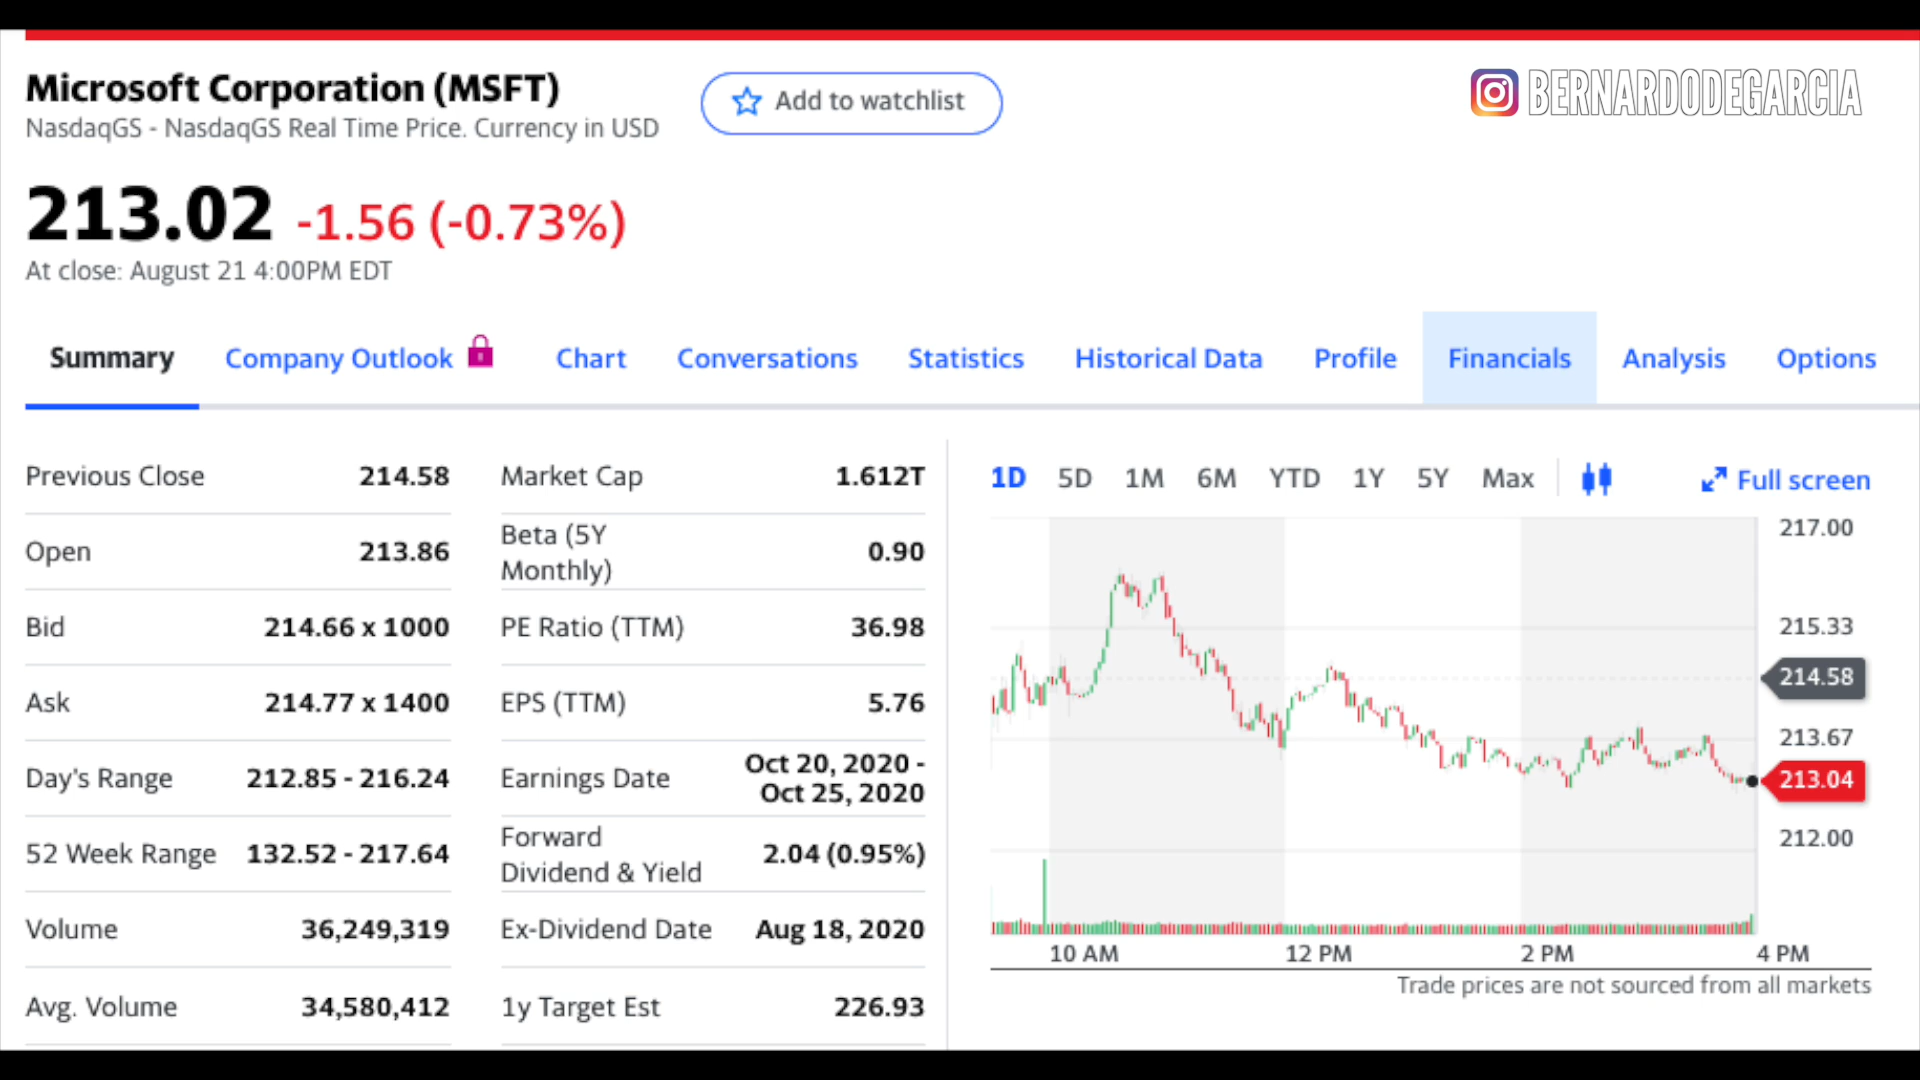 Microsoft Corporation (MSFT)
NasdaqGS - NasdaqGS Real Time Price. Currency in USD
Add to watchlist
BERNARDODEGARCIA
213.02 -1.56 (-0.73%)
At close: August 21 4:00PM EDT
Summary Company Outlook Chart Conversations Statistics Historical Data Profile Financials Analysis Options
Previous Close 214.58
Open 213.86
Bid 214.66 x 1000
Ask 214.77 x 1400
Day's Range 212.85 - 216.24
52 Week Range 132.52 - 217.64
Volume 36,249,319
Avg. Volume 34,580,412
Market Cap 1.612T
Beta (5Y
Monthly) 0.90
PE Ratio (TTM) 36.98
EPS (TTM) 5.76
Earnings Date Oct 20, 2020 -
Oct 25, 2020
Forward
Dividend & Yield 2.04 (0.95%)
Ex-Dividend Date Aug 18, 2020
1y Target Est 226.93
1D 5D 1M 6M YTD 1Y 5Y Max Full screen
217.00
215.33
214.58
213.67
213.04
212.00
10 AM 12 PM 2 PM 4 PM
Trade prices are not sourced from all markets